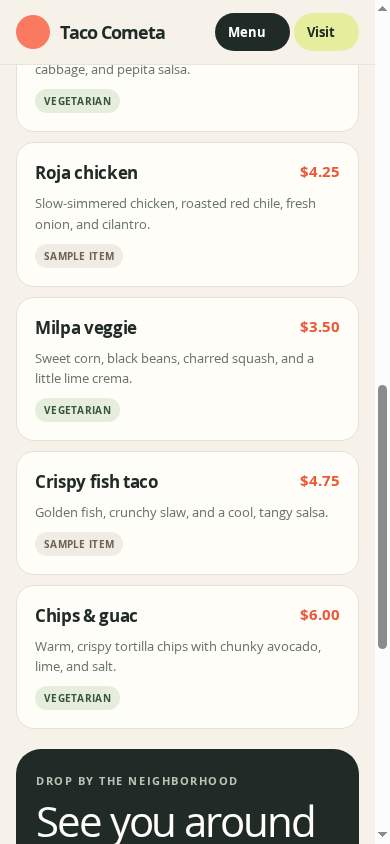 Taco Cometa
Menu
Visit
cabbage, and pepita salsa.
VEGETARIAN
Roja chicken
$4.25
Slow-simmered chicken, roasted red chile, fresh
onion, and cilantro.
SAMPLE ITEM
Milpa veggie
$3.50
Sweet corn, black beans, charred squash, and a
little lime crema.
VEGETARIAN
Crispy fish taco
$4.75
Golden fish, crunchy slaw, and a cool, tangy salsa.
SAMPLE ITEM
Chips & guac
$6.00
Warm, crispy tortilla chips with chunky avocado,
lime, and salt.
VEGETARIAN
DROP BY THE NEIGHBORHOOD
See you around